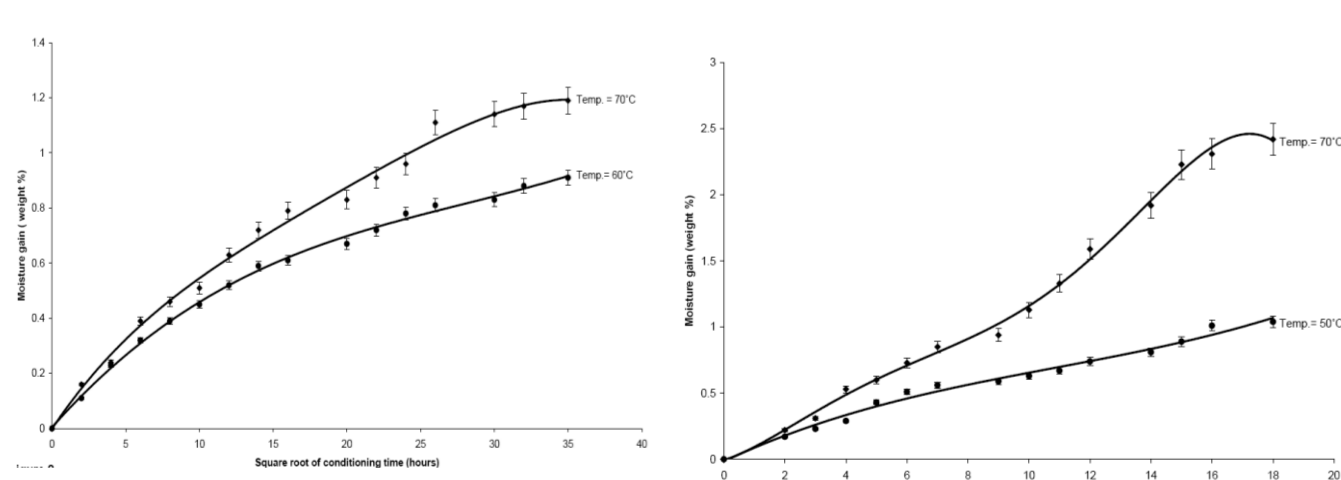 1.4
1.2
1
0.8
0.6
0.4
0.2
0
Moisture gain ( weight %)
Temp. = 70°C
Temp.= 60°C
0 5 10 15 20 25 30 35 40
Square root of conditioning time (hours)
3
2.5
2
1.5
1
0.5
0
Moisture gain (weight %)
Temp.= 70°C
Temp.= 50°C
0 2 4 6 8 10 12 14 16 18 20